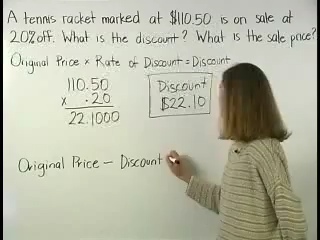 A tennis racket marked at $110.50 is on sale at
20% off. What is the discount? What is the sale price?
Original Price × Rate of Discount = Discount
110.50
× .20
22.1000
Discount
$22.10
Original Price - Discount